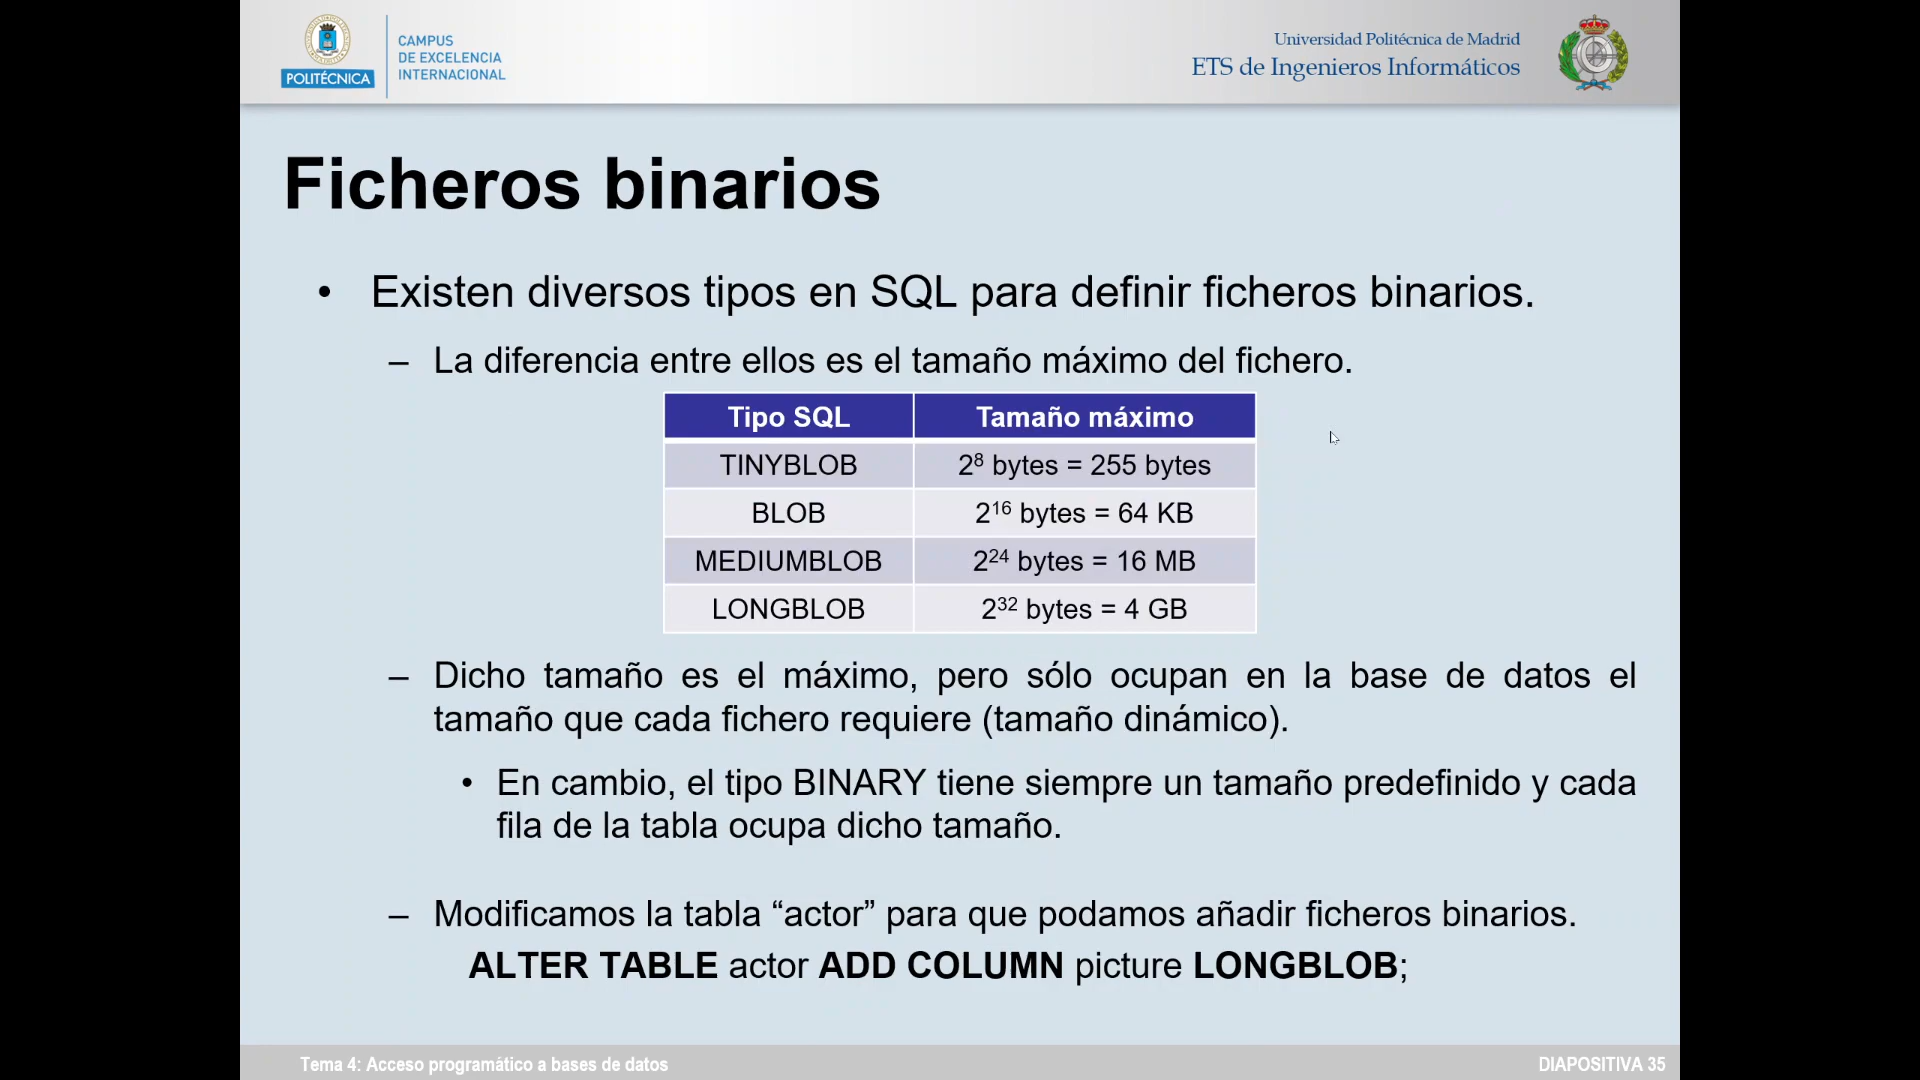 POLITÉCNICA
CAMPUS
DE EXCELENCIA
INTERNACIONAL
Universidad Politécnica de Madrid
ETS de Ingenieros Informáticos
Ficheros binarios
• Existen diversos tipos en SQL para definir ficheros binarios.
– La diferencia entre ellos es el tamaño máximo del fichero.
Tipo SQL Tamaño máximo
TINYBLOB 2⁸ bytes = 255 bytes
BLOB 2¹⁶ bytes = 64 KB
MEDIUMBLOB 2²⁴ bytes = 16 MB
LONGBLOB 2³² bytes = 4 GB
– Dicho tamaño es el máximo, pero sólo ocupan en la base de datos el
tamaño que cada fichero requiere (tamaño dinámico).
• En cambio, el tipo BINARY tiene siempre un tamaño predefinido y cada
fila de la tabla ocupa dicho tamaño.
– Modificamos la tabla “actor” para que podamos añadir ficheros binarios.
ALTER TABLE actor ADD COLUMN picture LONGBLOB;
Tema 4: Acceso programático a bases de datos
DIAPOSITIVA 35